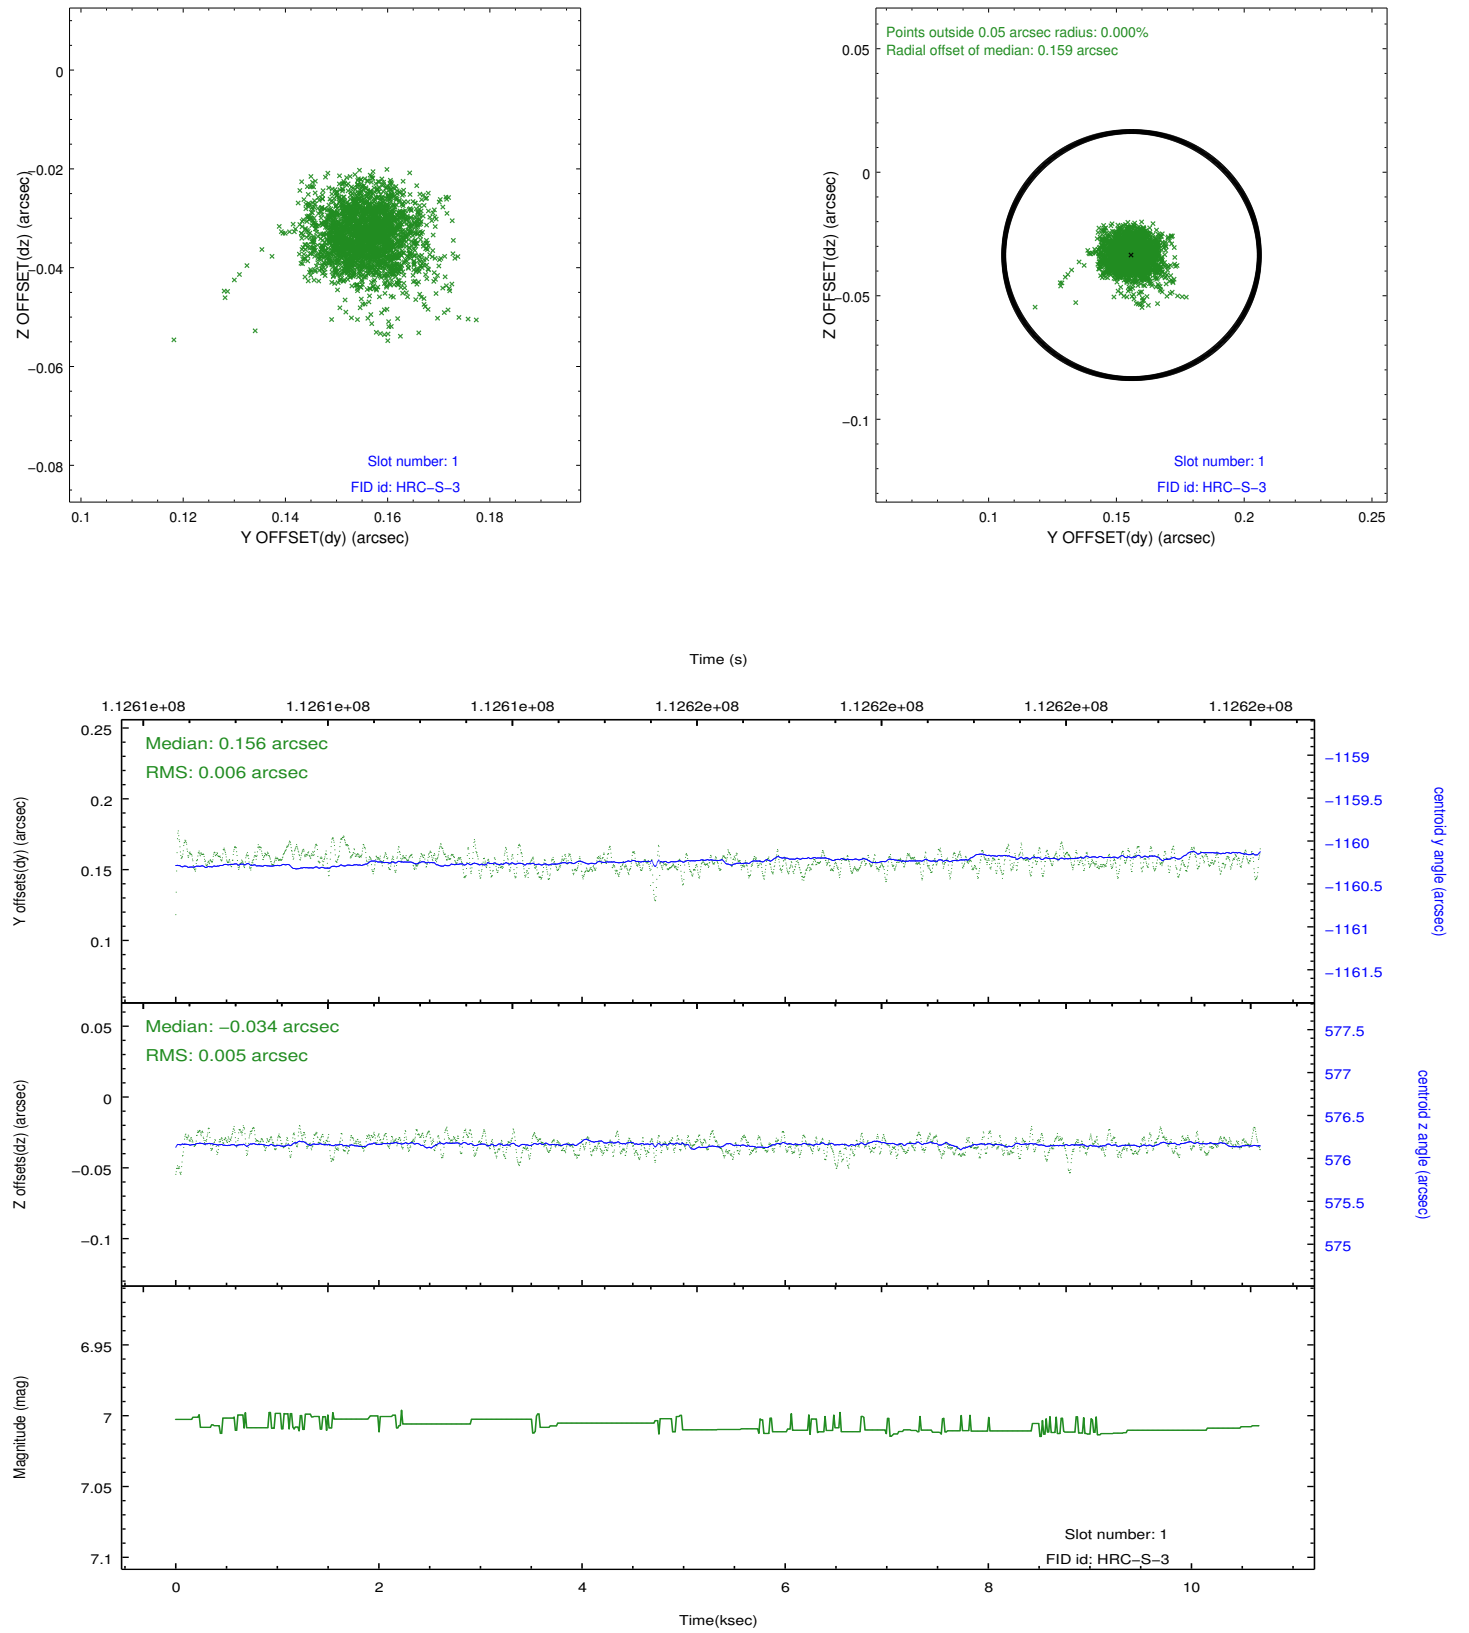 0
−0.02
−0.04
−0.06
−0.08
Z OFFSET(dz) (arcsec)
Slot number: 1
FID id: HRC−S−3
0.1
0.12
0.14
0.16
0.18
Y OFFSET(dy) (arcsec)
Points outside 0.05 arcsec radius: 0.000%
Radial offset of median: 0.159 arcsec
0.05
0
−0.05
−0.1
Z OFFSET(dz) (arcsec)
Slot number: 1
FID id: HRC−S−3
0.1
0.15
0.2
0.25
Y OFFSET(dy) (arcsec)
Time (s)
1.1261e+08
1.1261e+08
1.1261e+08
1.1262e+08
1.1262e+08
1.1262e+08
1.1262e+08
Median: 0.156 arcsec
RMS: 0.006 arcsec
0.25
0.2
0.15
0.1
Y offsets(dy) (arcsec)
−1159
−1159.5
−1160
−1160.5
−1161
−1161.5
centroid y angle (arcsec)
Median: −0.034 arcsec
RMS: 0.005 arcsec
0.05
0
−0.05
−0.1
Z offsets(dz) (arcsec)
577.5
577
576.5
576
575.5
575
centroid z angle (arcsec)
6.95
7
7.05
7.1
Magnitude (mag)
Slot number: 1
FID id: HRC−S−3
0
2
4
6
8
10
Time(ksec)